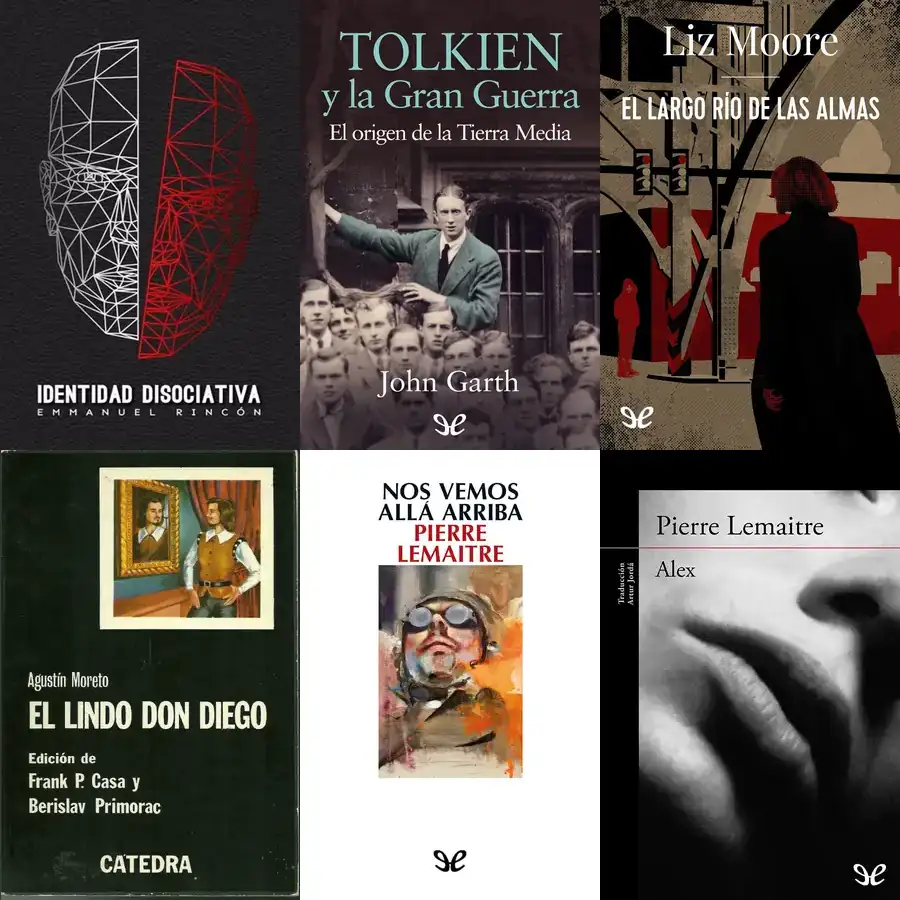 IDENTIDAD DISOCIATIVA
EMMANUEL RINCÓN
TOLKIEN
y la Gran Guerra
El origen de la Tierra Media
John Garth
Liz Moore
EL LARGO RÍO DE LAS ALMAS
Agustín Moreto
EL LINDO DON DIEGO
Edición de
Frank P. Casa y
Berislav Primorac
CATEDRA
NOS VEMOS
ALLÁ ARRIBA
PIERRE
LEMAITRE
Pierre Lemaitre
Alex
Traducción
Artur Jordá